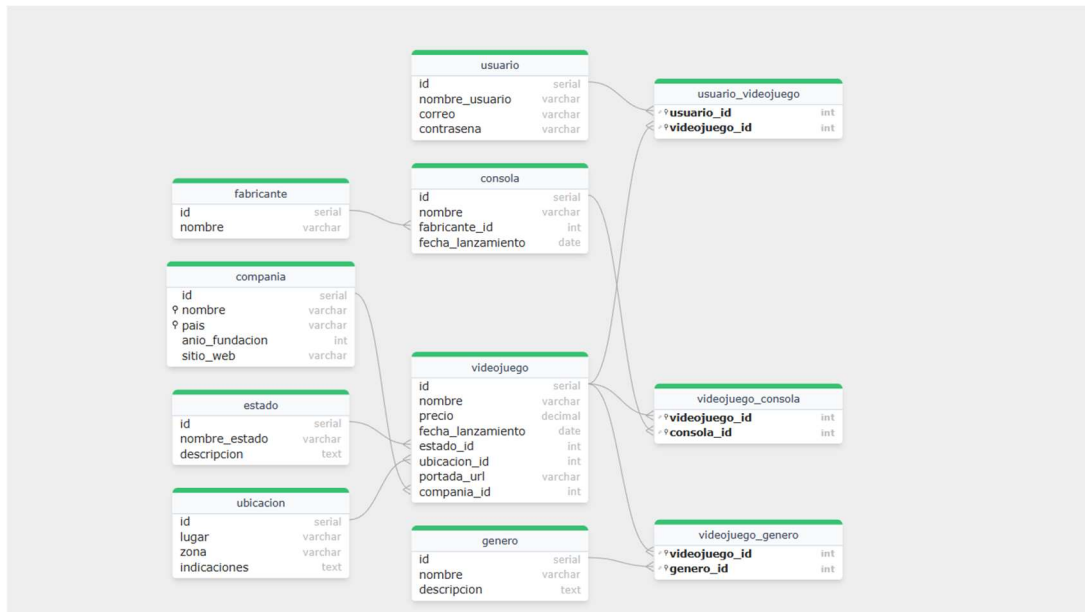 usuario
id serial
nombre_usuario varchar
correo varchar
contrasena varchar
usuario_videojuego
usuario_id int
videojuego_id int
fabricante
id serial
nombre varchar
consola
id serial
nombre varchar
fabricante_id int
fecha_lanzamiento date
compania
id serial
nombre varchar
pais varchar
anio_fundacion int
sitio_web varchar
videojuego
id serial
nombre varchar
precio decimal
fecha_lanzamiento date
estado_id int
ubicacion_id int
portada_url varchar
compania_id int
videojuego_consola
videojuego_id int
consola_id int
estado
id serial
nombre_estado varchar
descripcion text
ubicacion
id serial
lugar varchar
zona varchar
indicaciones text
genero
id serial
nombre varchar
descripcion text
videojuego_genero
videojuego_id int
genero_id int